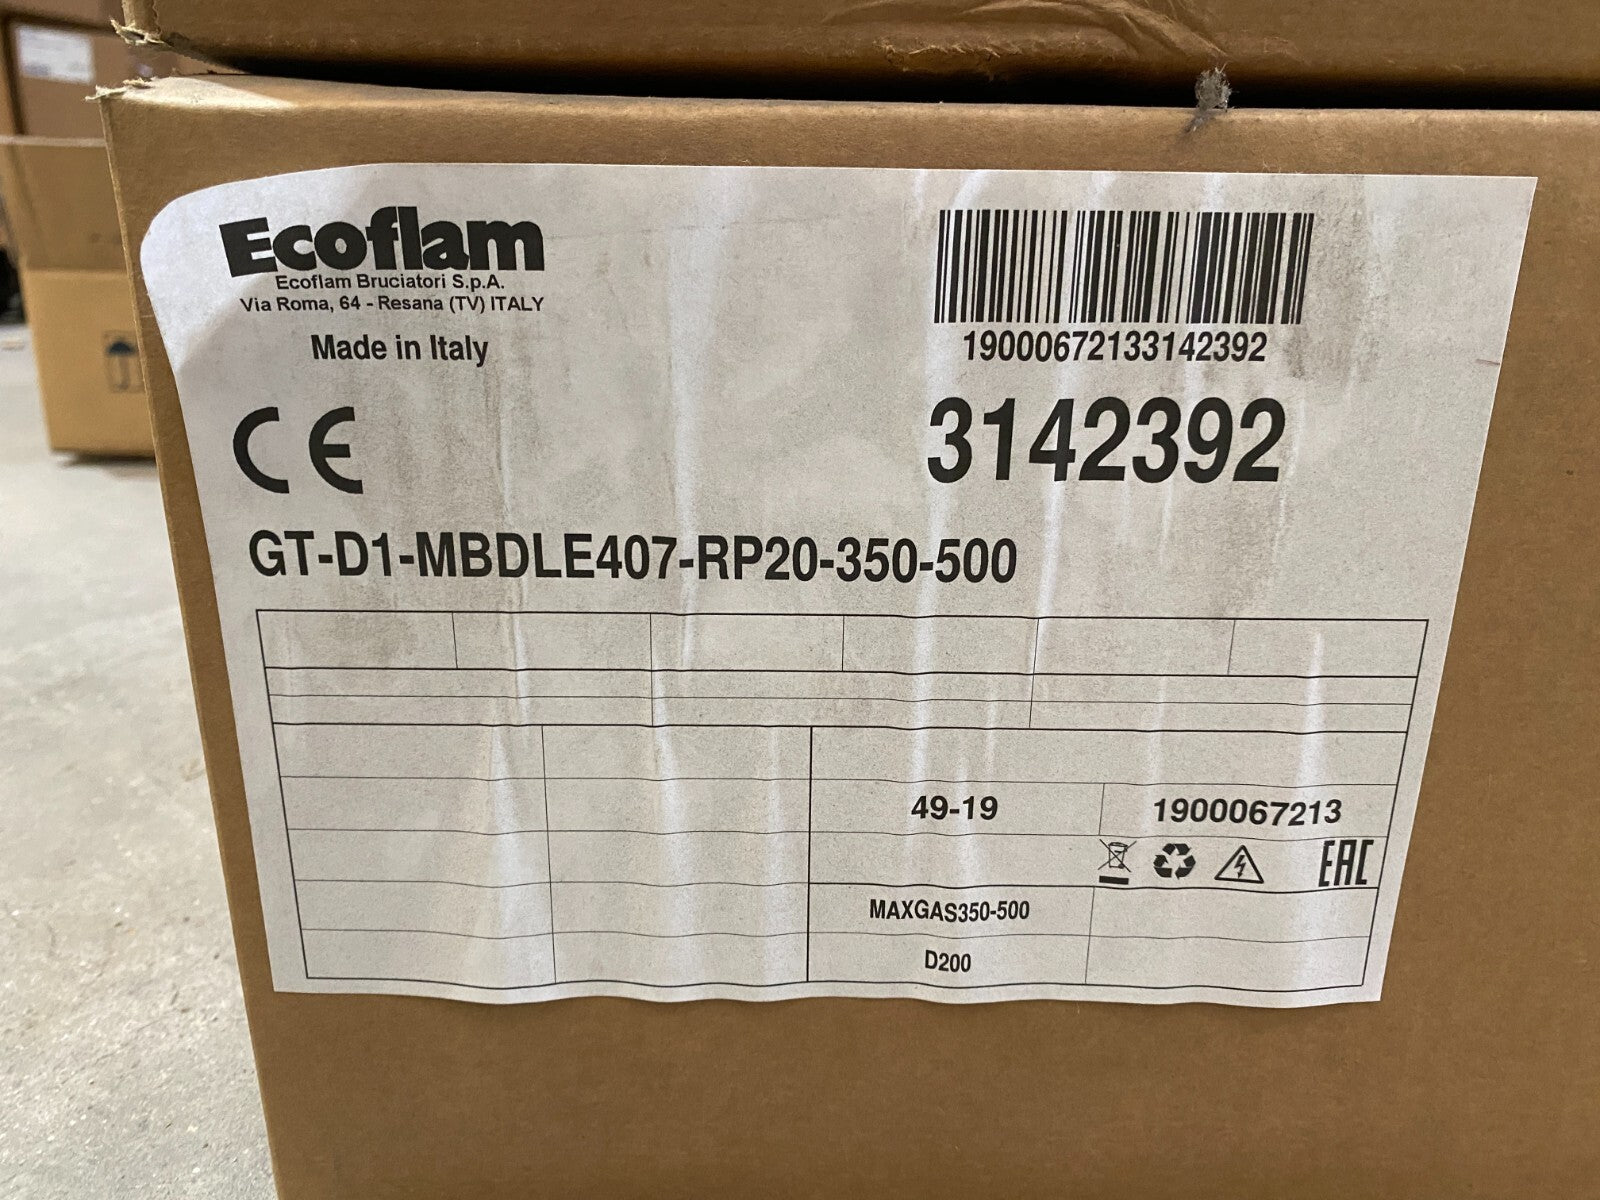 Ecoflam
Ecoflam Bruciatori S.p.A.
Via Roma, 64 - Resana (TV) ITALY
Made in Italy
CE
19000672133142392
3142392
GT-D1-MBDLE407-RP20-350-500
49-19
1900067213
EAC
MAXGAS350-500
D200